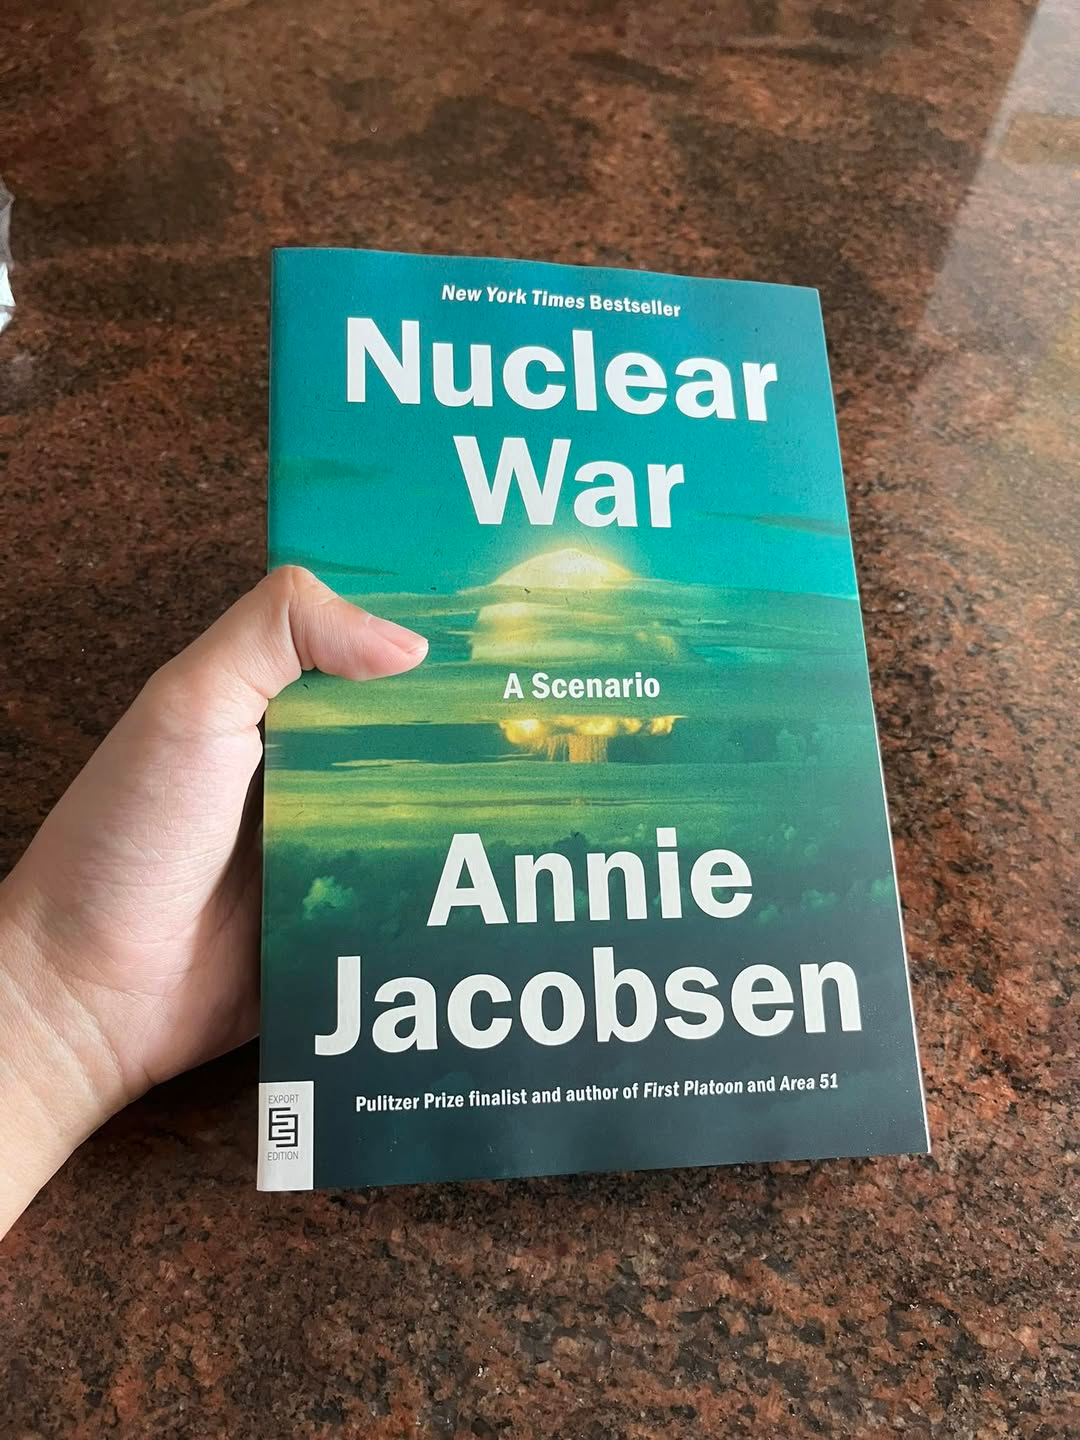 New York Times Bestseller
Nuclear
War
A Scenario
Annie
Jacobsen
Pulitzer Prize finalist and author of First Platoon and Area 51
EXPORT
EDITION